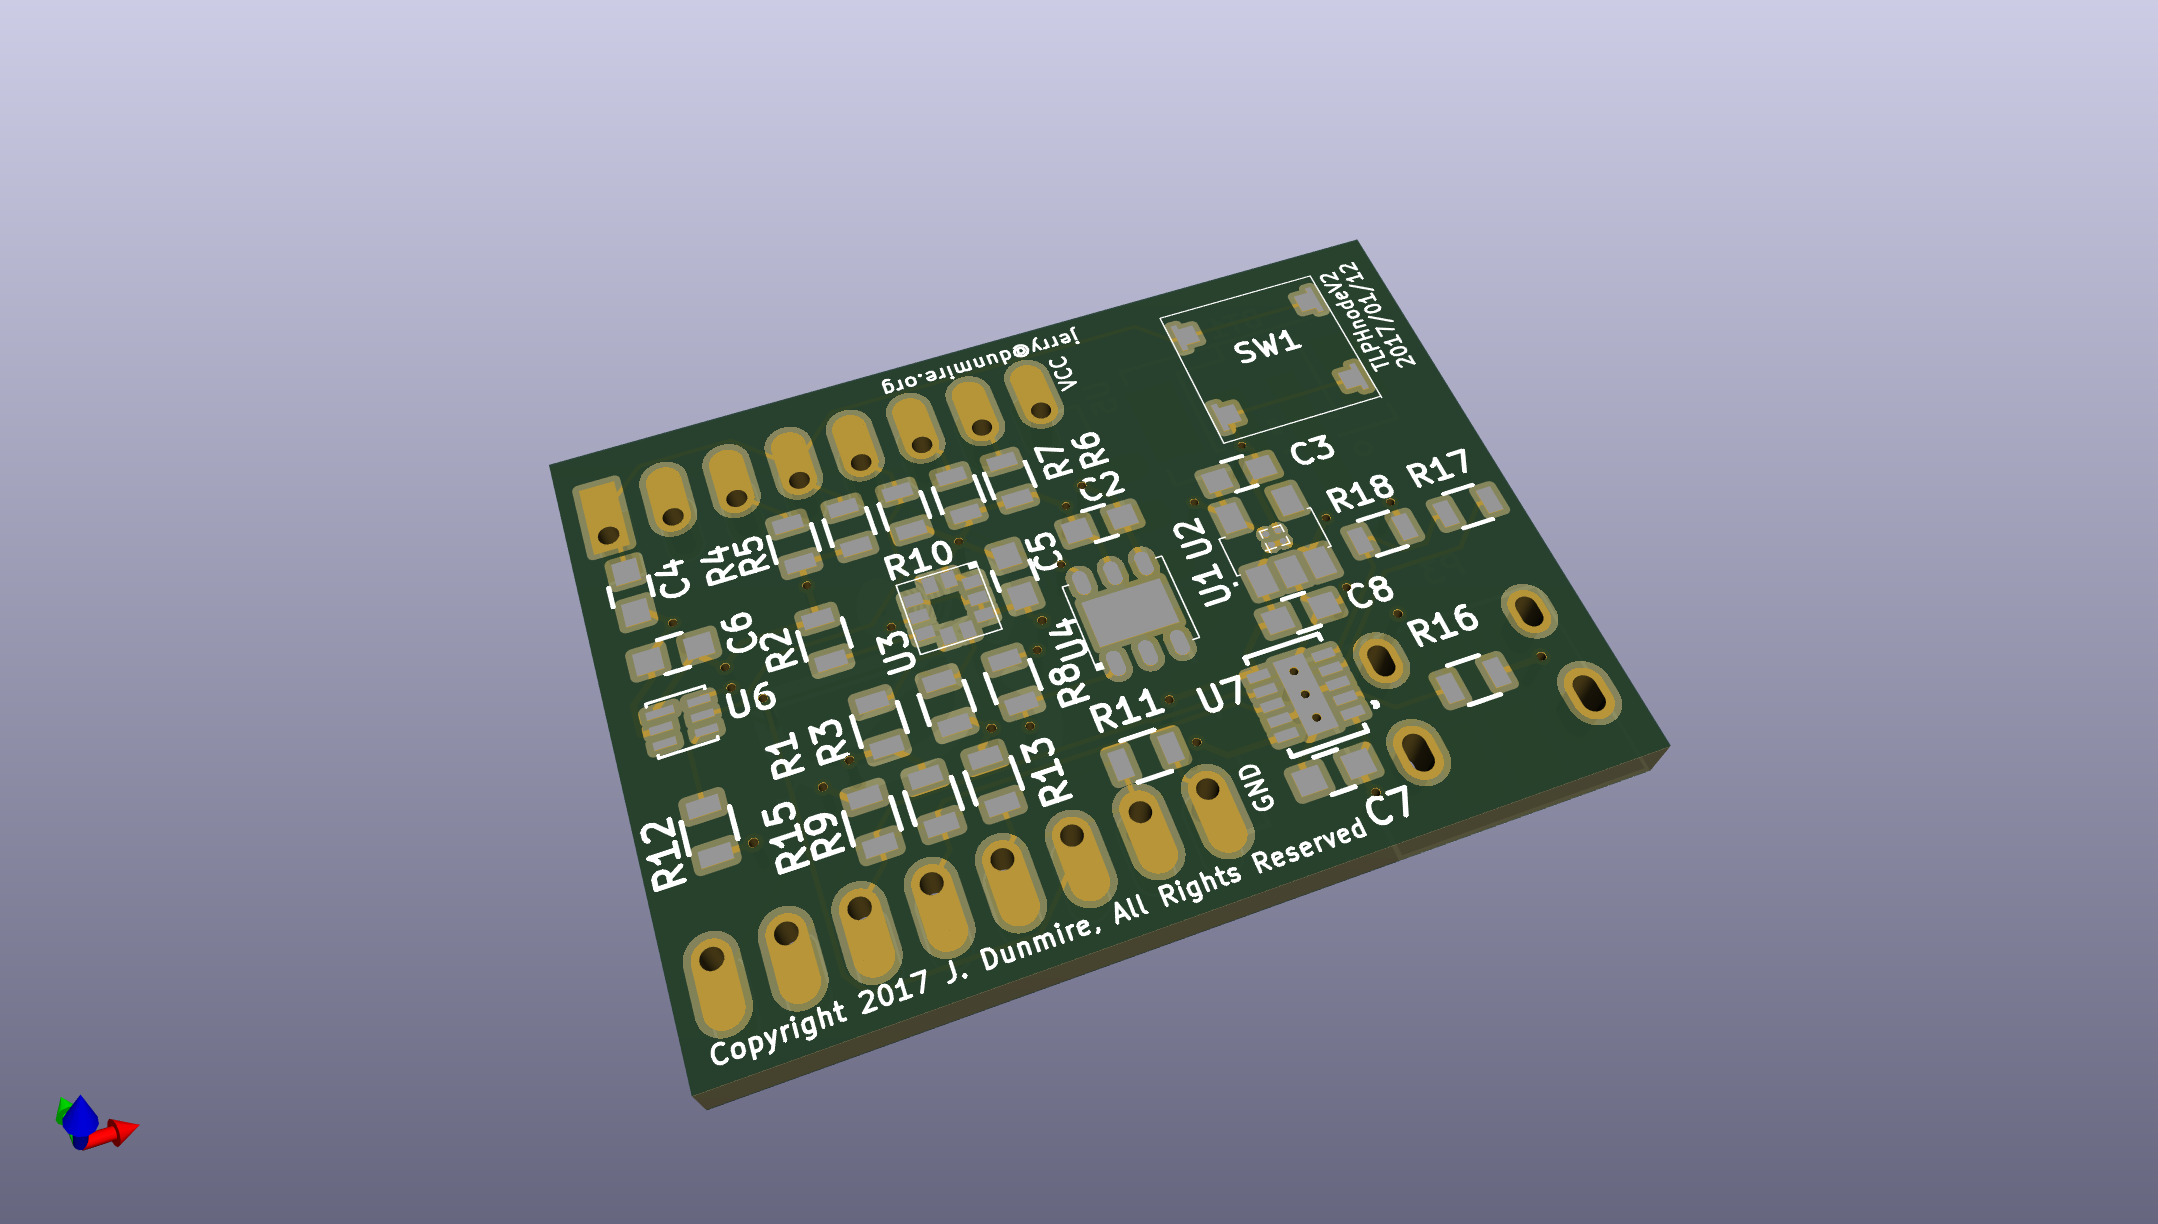 TLPHnodeV2
2017/01/12
jerry@dunmire.org
VCC
SW1
R7
R6
C3
C2
R18
R17
C4
R4
R5
R10
C5
U2
U1
C8
C6
R2
U3
U4
R8
R16
U6
R1
R3
R11
U7
R12
R15
R9
R13
GND
C7
Copyright 2017 J. Dunmire, All Rights Reserved